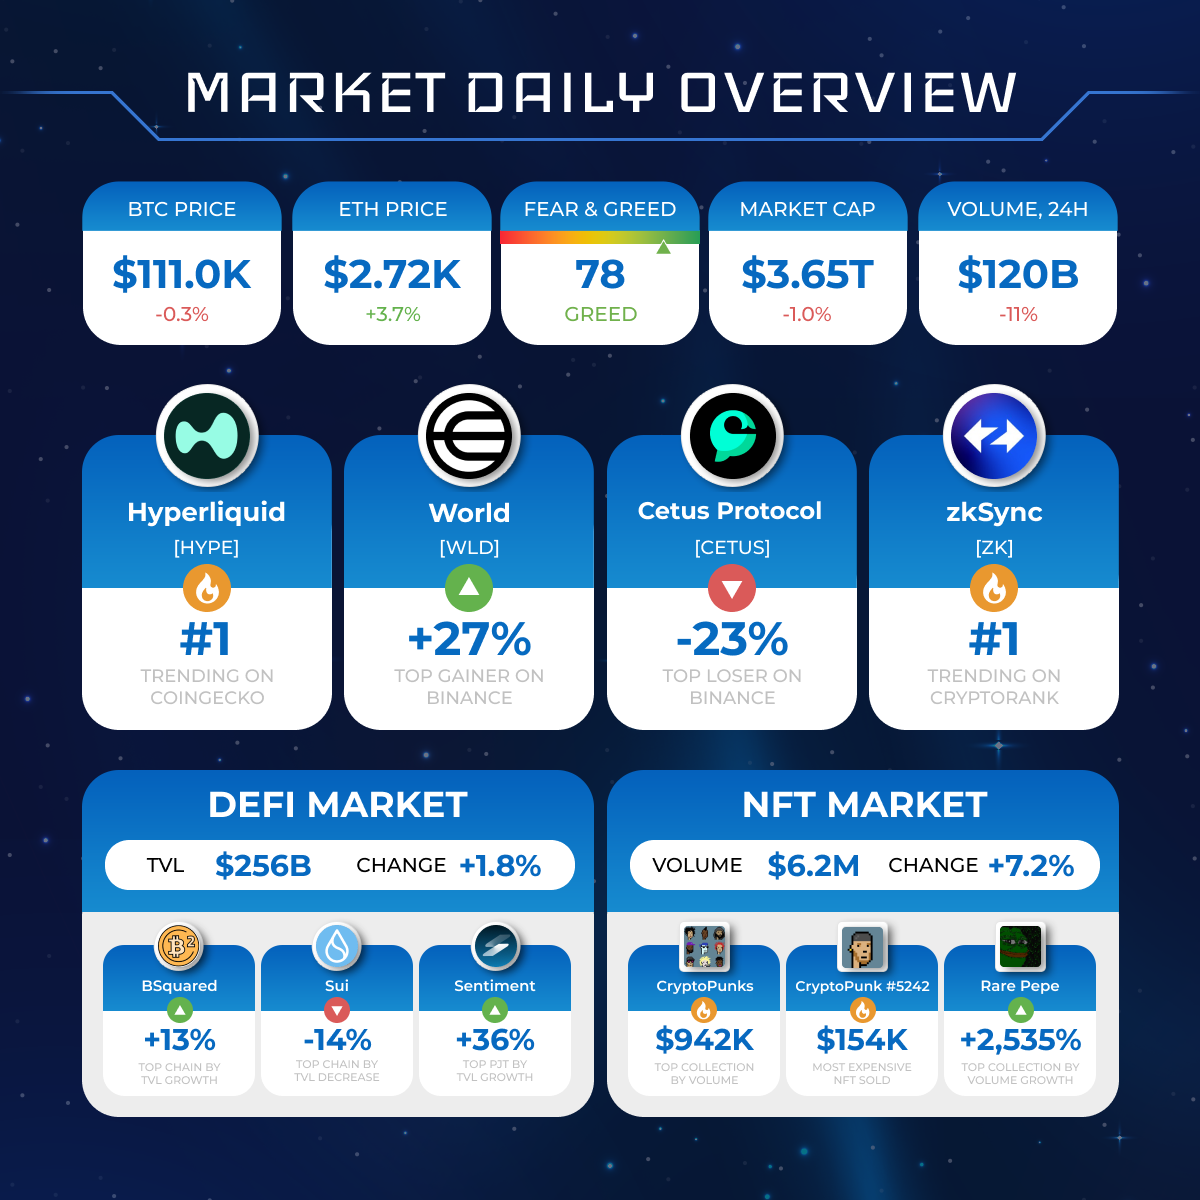 MARKET DAILY OVERVIEW
BTC PRICE
$111.0K
-0.3%
ETH PRICE
$2.72K
+3.7%
FEAR & GREED
78
GREED
MARKET CAP
$3.65T
-1.0%
VOLUME, 24H
$120B
-11%
Hyperliquid
[HYPE]
#1
TRENDING ON
COINGECKO
World
[WLD]
+27%
TOP GAINER ON
BINANCE
Cetus Protocol
[CETUS]
-23%
TOP LOSER ON
BINANCE
zkSync
[ZK]
#1
TRENDING ON
CRYPTORANK
DEFI MARKET
TVL $256B CHANGE +1.8%
BSquared
+13%
TOP CHAIN BY
TVL GROWTH
Sui
-14%
TOP CHAIN BY
TVL DECREASE
Sentiment
+36%
TOP PJT BY
TVL GROWTH
NFT MARKET
VOLUME $6.2M CHANGE +7.2%
CryptoPunks
$942K
TOP COLLECTION
BY VOLUME
CryptoPunk #5242
$154K
MOST EXPENSIVE
NFT SOLD
Rare Pepe
+2,535%
TOP COLLECTION BY
VOLUME GROWTH